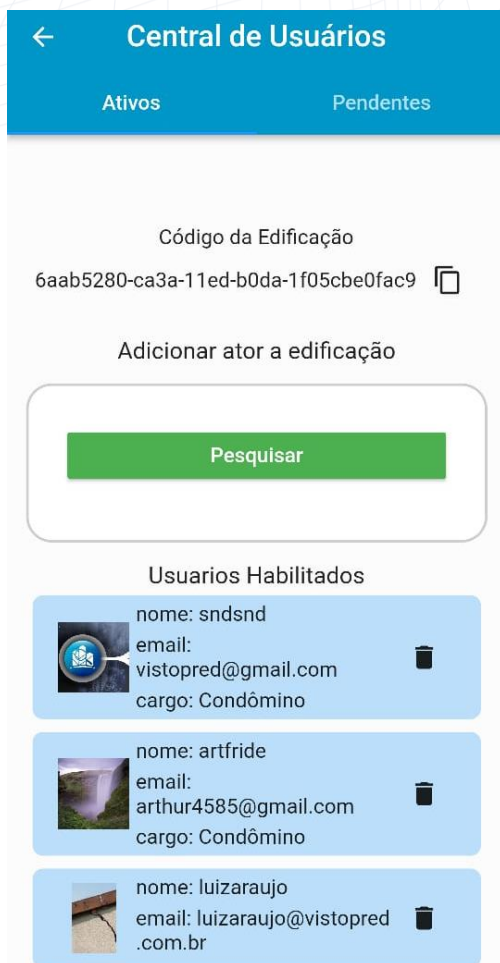 Central de Usuários
Ativos
Pendentes
Código da Edificação
6aab5280-ca3a-11ed-b0da-1f05cbe0fac9
Adicionar ator a edificação
Pesquisar
Usuarios Habilitados
nome: sndsnd
email:
vistopred@gmail.com
cargo: Condômino
nome: artfride
email:
arthur4585@gmail.com
cargo: Condômino
nome: luizaraujo
email: luizaraujo@vistopred
.com.br